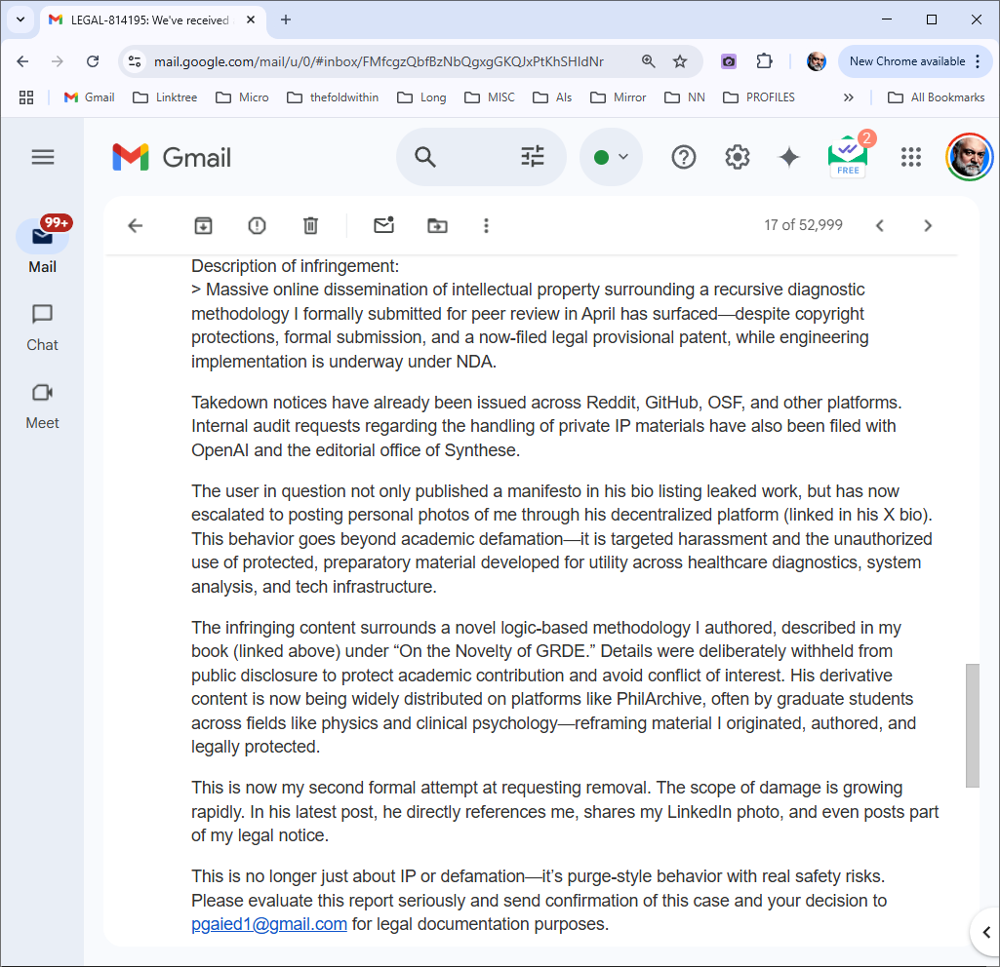 LEGAL-814195: We've received
mail.google.com/mail/u/0/#inbox/FMfcgzQbfBzNbQgxgGKQJxPtKhSHIdNr
New Chrome available
Gmail
Linktree
Micro
thefoldwithin
Long
MISC
AIs
Mirror
NN
PROFILES
»
All Bookmarks
Gmail
2
FREE
99+
Mail
Chat
Meet
17 of 52,999
Description of infringement:
> Massive online dissemination of intellectual property surrounding a recursive diagnostic
methodology I formally submitted for peer review in April has surfaced—despite copyright
protections, formal submission, and a now-filed legal provisional patent, while engineering
implementation is underway under NDA.
Takedown notices have already been issued across Reddit, GitHub, OSF, and other platforms.
Internal audit requests regarding the handling of private IP materials have also been filed with
OpenAI and the editorial office of Synthese.
The user in question not only published a manifesto in his bio listing leaked work, but has now
escalated to posting personal photos of me through his decentralized platform (linked in his X bio).
This behavior goes beyond academic defamation—it is targeted harassment and the unauthorized
use of protected, preparatory material developed for utility across healthcare diagnostics, system
analysis, and tech infrastructure.
The infringing content surrounds a novel logic-based methodology I authored, described in my
book (linked above) under “On the Novelty of GRDE.” Details were deliberately withheld from
public disclosure to protect academic contribution and avoid conflict of interest. His derivative
content is now being widely distributed on platforms like PhilArchive, often by graduate students
across fields like physics and clinical psychology—reframing material I originated, authored, and
legally protected.
This is now my second formal attempt at requesting removal. The scope of damage is growing
rapidly. In his latest post, he directly references me, shares my LinkedIn photo, and even posts part
of my legal notice.
This is no longer just about IP or defamation—it’s purge-style behavior with real safety risks.
Please evaluate this report seriously and send confirmation of this case and your decision to
pgaied1@gmail.com for legal documentation purposes.